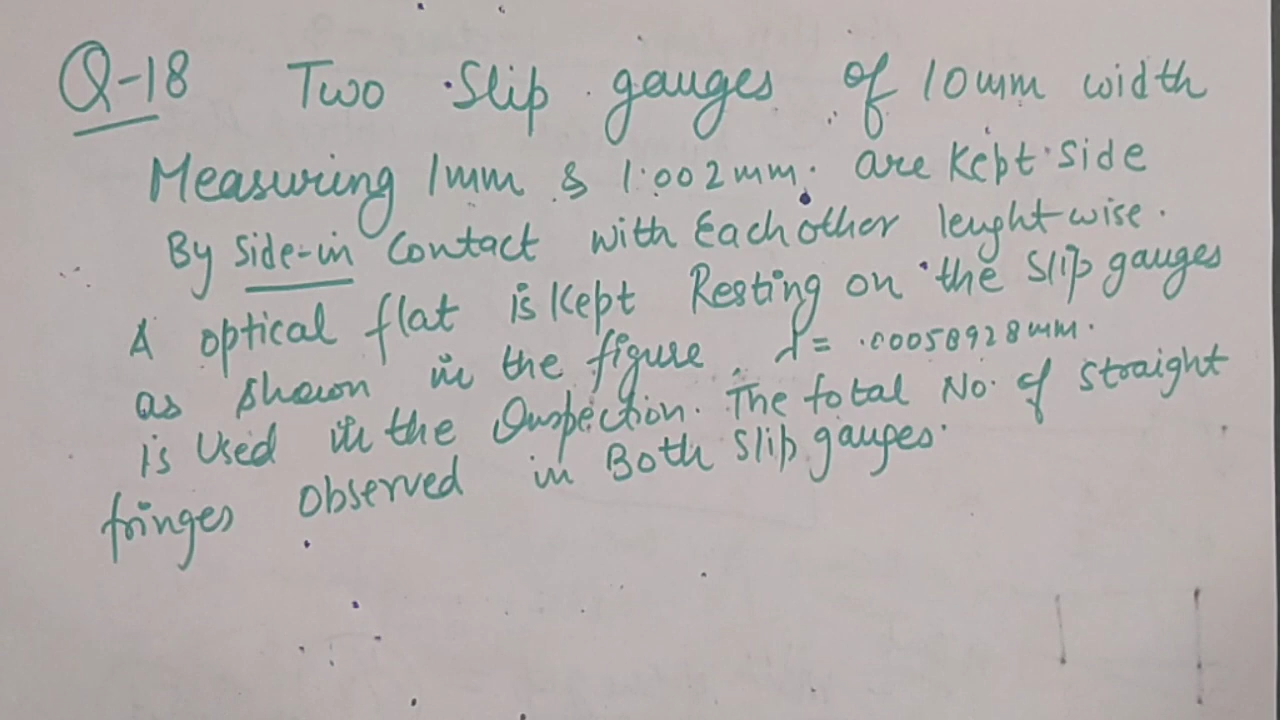 Q-18 Two Slip gauges of 10mm width
Measuring 1mm & 1.002mm. are Kept Side
By Side-in Contact with Each other lenght-wise.
A optical flat is Kept Resting on the Slip gauges
as shown in the figure, λ = .00058928mm.
is Used in the Inspection. The total No. of straight
fringes observed in Both Slip gauges.